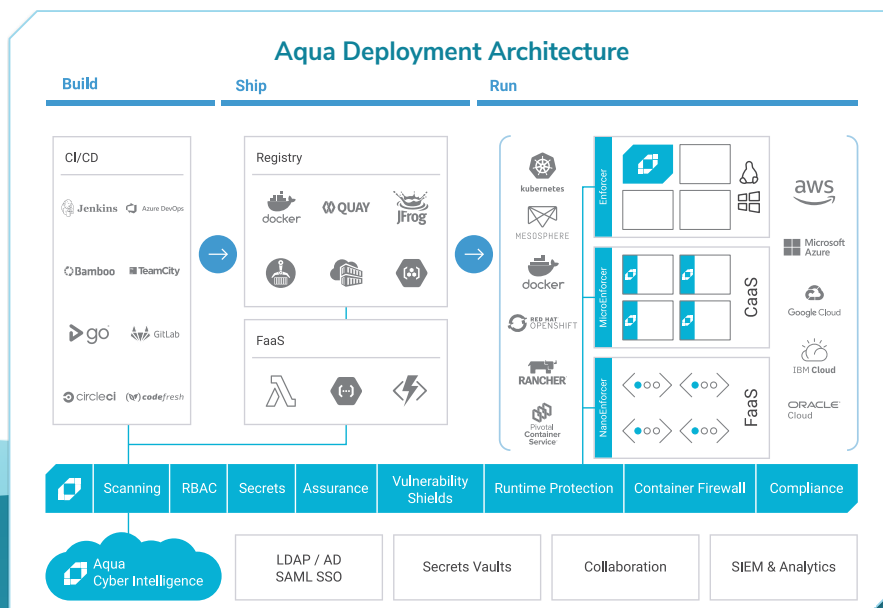 Aqua Deployment Architecture
Build
Ship
Run
CI/CD
Jenkins
Azure DevOps
Bamboo
TeamCity
go
GitLab
circleci
codefresh
Registry
docker
QUAY
JFrog
FaaS
kubernetes
MESOSPHERE
docker
RED HAT
OPENSHIFT
RANCHER
Pivotal
Container
Service
Enforcer
MicroEnforcer
CaaS
NanoEnforcer
FaaS
aws
Microsoft
Azure
Google Cloud
IBM Cloud
ORACLE
Cloud
Scanning
RBAC
Secrets
Assurance
Vulnerability
Shields
Runtime Protection
Container Firewall
Compliance
Aqua
Cyber Intelligence
LDAP / AD
SAML SSO
Secrets Vaults
Collaboration
SIEM & Analytics